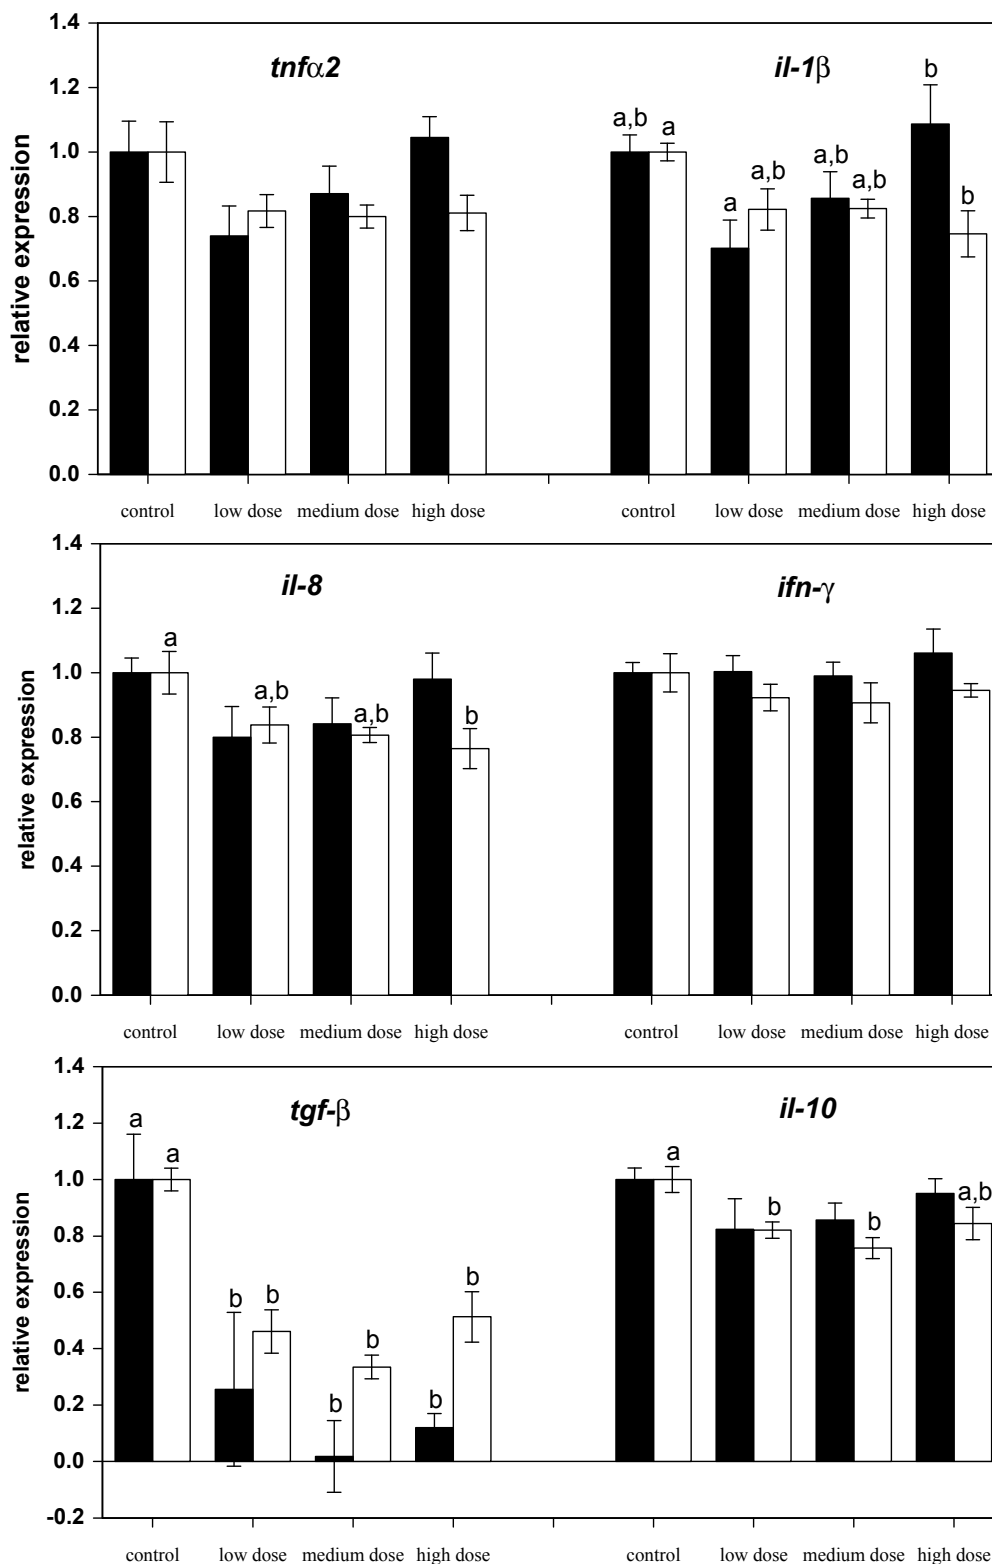 1.4
tnfα2
il-1β
b
1.2
a,b
a
1.0
a,b
a,b
a,b
a
b
0.8
0.6
0.4
0.2
0.0
relative expression
control
low dose
medium dose
high dose
control
low dose
medium dose
high dose
1.4
il-8
ifn-γ
1.2
a
1.0
a,b
a,b
b
0.8
0.6
0.4
0.2
0.0
relative expression
control
low dose
medium dose
high dose
control
low dose
medium dose
high dose
1.4
tgf-β
il-10
1.2
a
a
a
1.0
b
b
a,b
0.8
0.6
b
b
b
0.4
b
b
b
0.2
0.0
-0.2
relative expression
control
low dose
medium dose
high dose
control
low dose
medium dose
high dose